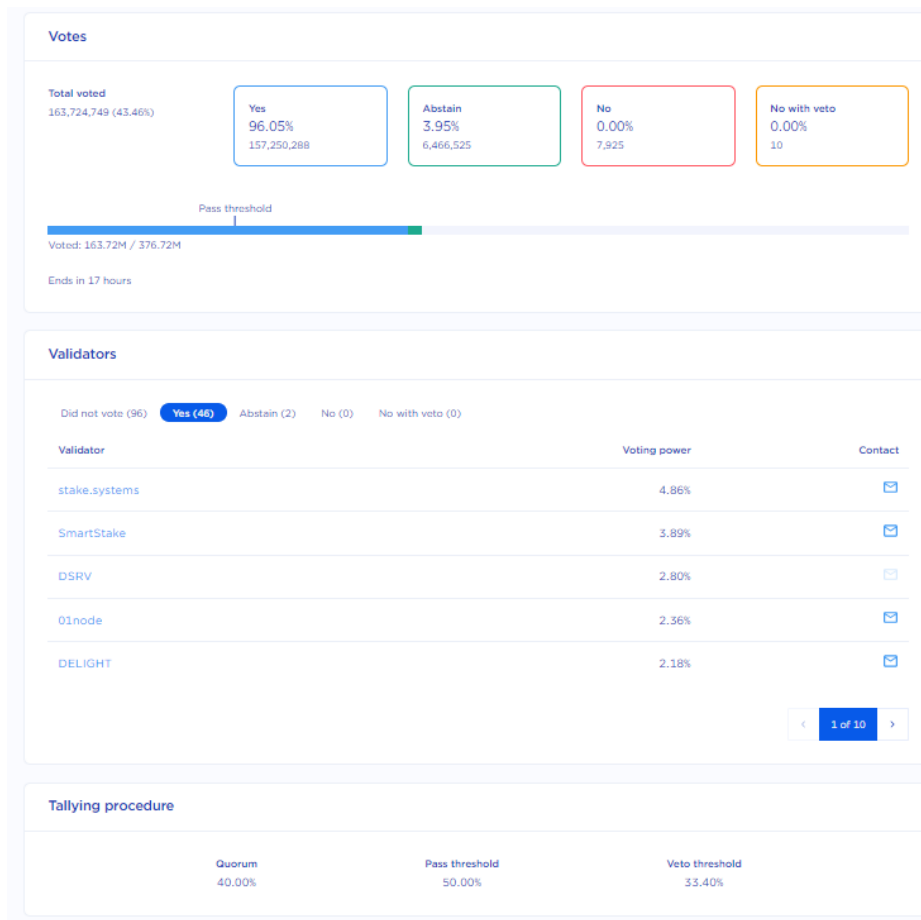 Votes
Total voted
163,724,749 (43.46%)
Yes
96.05%
157,250,288
Abstain
3.95%
6,466,525
No
0.00%
7,925
No with veto
0.00%
10
Pass threshold
Voted: 163.72M / 376.72M
Ends in 17 hours
Validators
Did not vote (96) Yes (46) Abstain (2) No (0) No with veto (0)
Validator Voting power Contact
stake.systems 4.86%
SmartStake 3.89%
DSRV 2.80%
01node 2.36%
DELIGHT 2.18%
‹ 1 of 10 ›
Tallying procedure
Quorum Pass threshold Veto threshold
40.00% 50.00% 33.40%